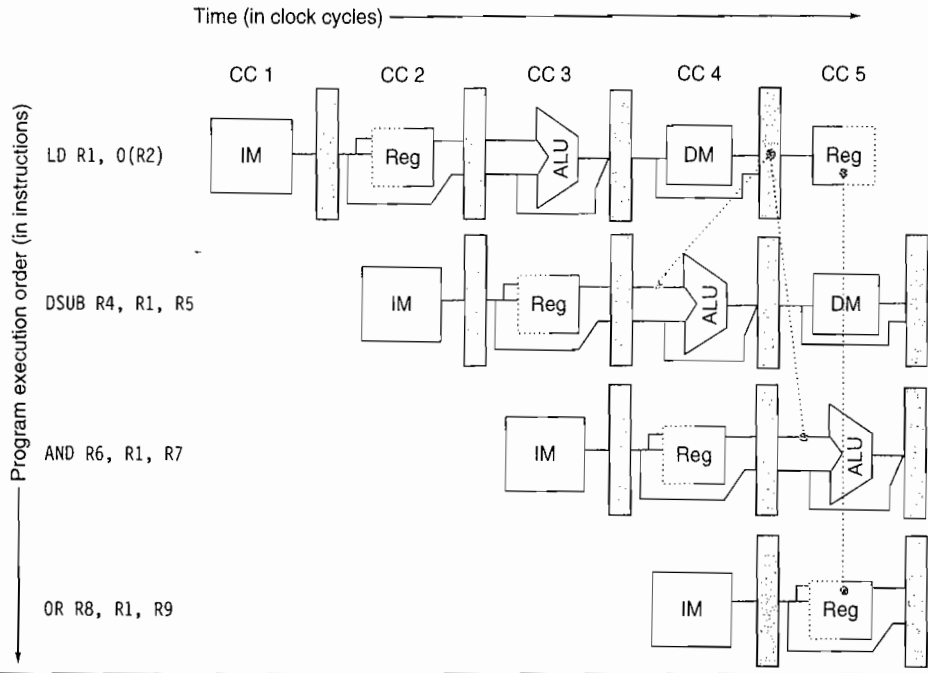 Time (in clock cycles)
CC 1 CC 2 CC 3 CC 4 CC 5
Program execution order (in instructions)
LD R1, 0(R2) IM Reg ALU DM Reg
DSUB R4, R1, R5 IM Reg ALU DM
AND R6, R1, R7 IM Reg ALU
OR R8, R1, R9 IM Reg